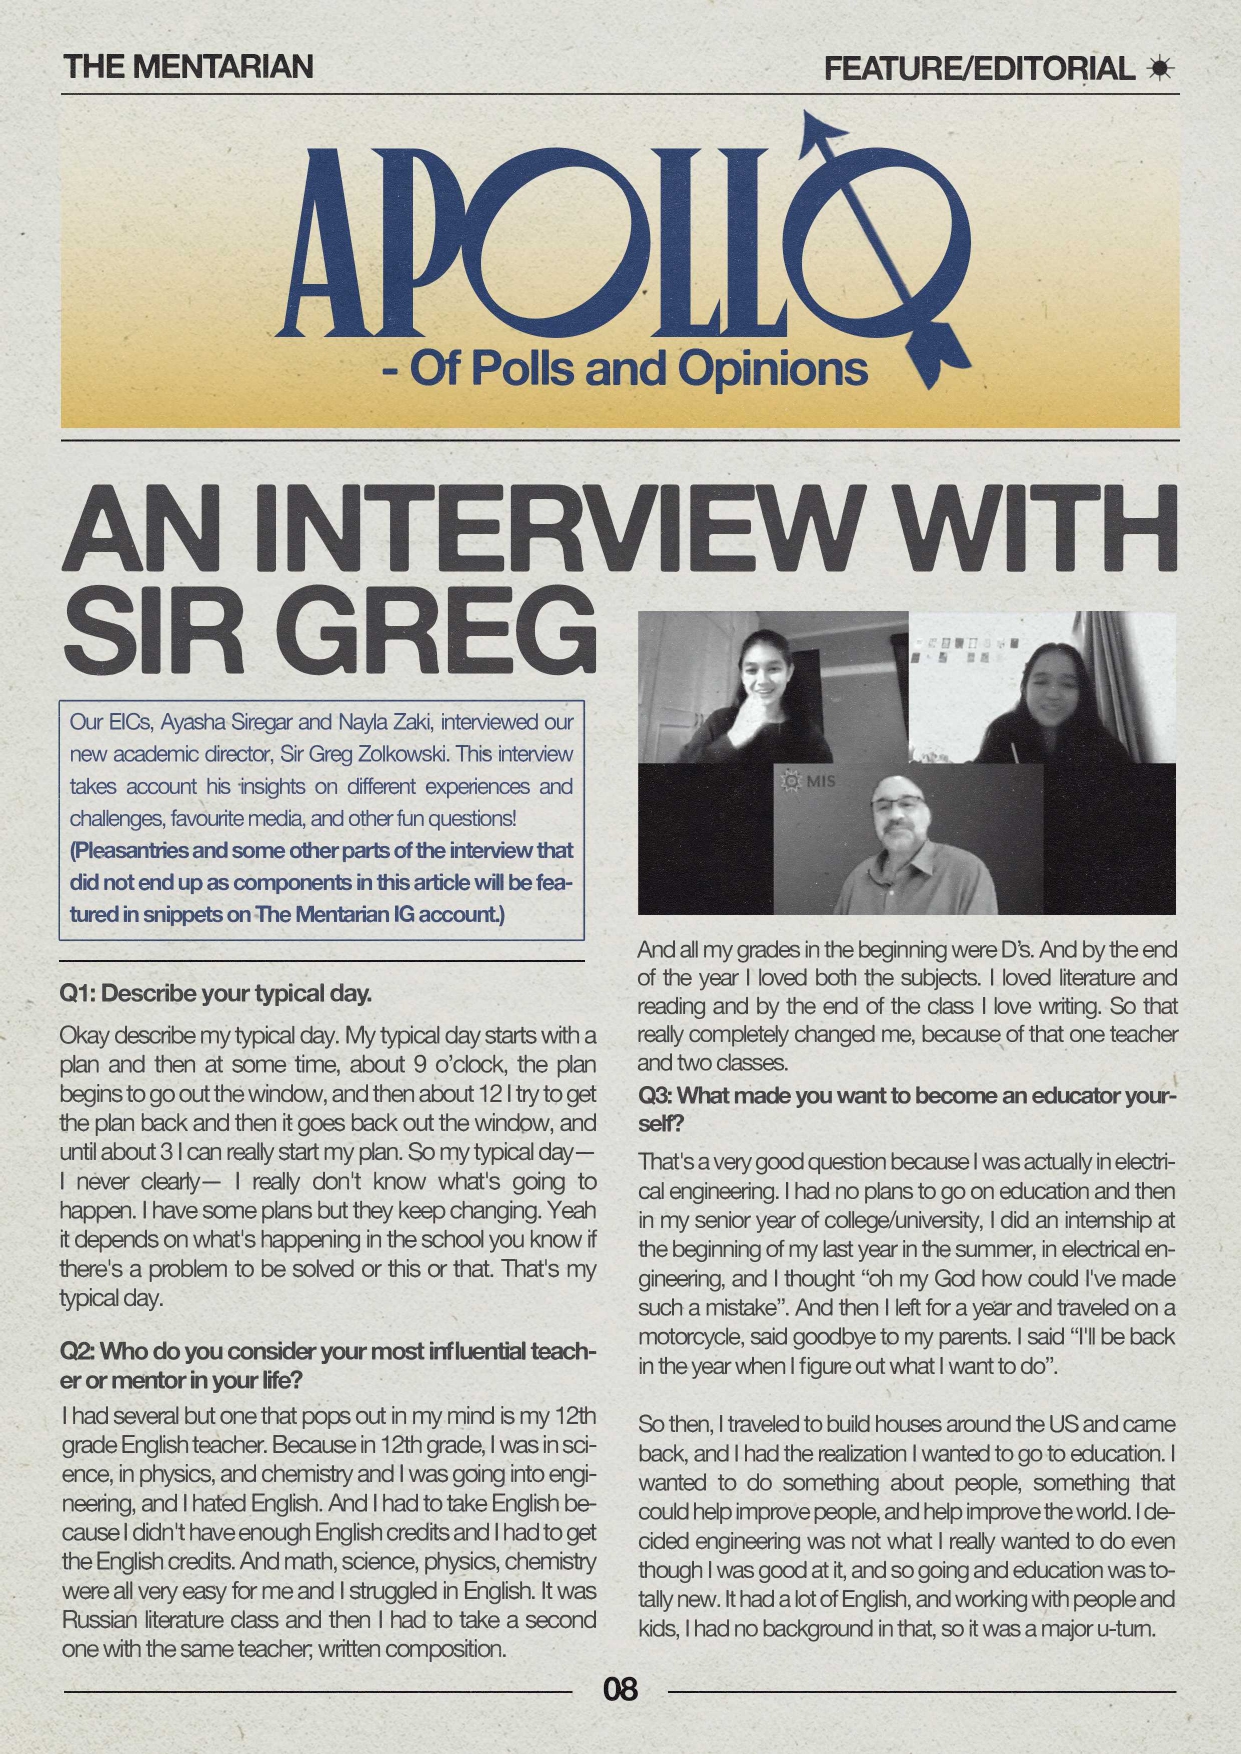 THE MENTARIAN
FEATURE/EDITORIAL
APOLLO
- Of Polls and Opinions
AN INTERVIEW WITH
SIR GREG
Our EICs, Ayasha Siregar and Nayla Zaki, interviewed our
new academic director, Sir Greg Zolkowski. This interview
takes account his insights on different experiences and
challenges, favourite media, and other fun questions!
(Pleasantries and some other parts of the interview that
did not end up as components in this article will be fea-
tured in snippets on The Mentarian IG account.)
Q1: Describe your typical day.
Okay describe my typical day. My typical day starts with a
plan and then at some time, about 9 o’clock, the plan
begins to go out the window, and then about 12 I try to get
the plan back and then it goes back out the window, and
until about 3 I can really start my plan. So my typical day—
I never clearly— I really don't know what's going to
happen. I have some plans but they keep changing. Yeah
it depends on what's happening in the school you know if
there's a problem to be solved or this or that. That's my
typical day.
Q2: Who do you consider your most influential teach-
er or mentor in your life?
I had several but one that pops out in my mind is my 12th
grade English teacher. Because in 12th grade, I was in sci-
ence, in physics, and chemistry and I was going into engi-
neering, and I hated English. And I had to take English be-
cause I didn't have enough English credits and I had to get
the English credits. And math, science, physics, chemistry
were all very easy for me and I struggled in English. It was
Russian literature class and then I had to take a second
one with the same teacher; written composition.
MIS
And all my grades in the beginning were D’s. And by the end
of the year I loved both the subjects. I loved literature and
reading and by the end of the class I love writing. So that
really completely changed me, because of that one teacher
and two classes.
Q3: What made you want to become an educator your-
self?
That's a very good question because I was actually in electri-
cal engineering. I had no plans to go on education and then
in my senior year of college/university, I did an internship at
the beginning of my last year in the summer, in electrical en-
gineering, and I thought “oh my God how could I've made
such a mistake”. And then I left for a year and traveled on a
motorcycle, said goodbye to my parents. I said “I'll be back
in the year when I figure out what I want to do”.
So then, I traveled to build houses around the US and came
back, and I had the realization I wanted to go to education. I
wanted to do something about people, something that
could help improve people, and help improve the world. I de-
cided engineering was not what I really wanted to do even
though I was good at it, and so going and education was to-
tally new. It had a lot of English, and working with people and
kids, I had no background in that, so it was a major u-turn.
08